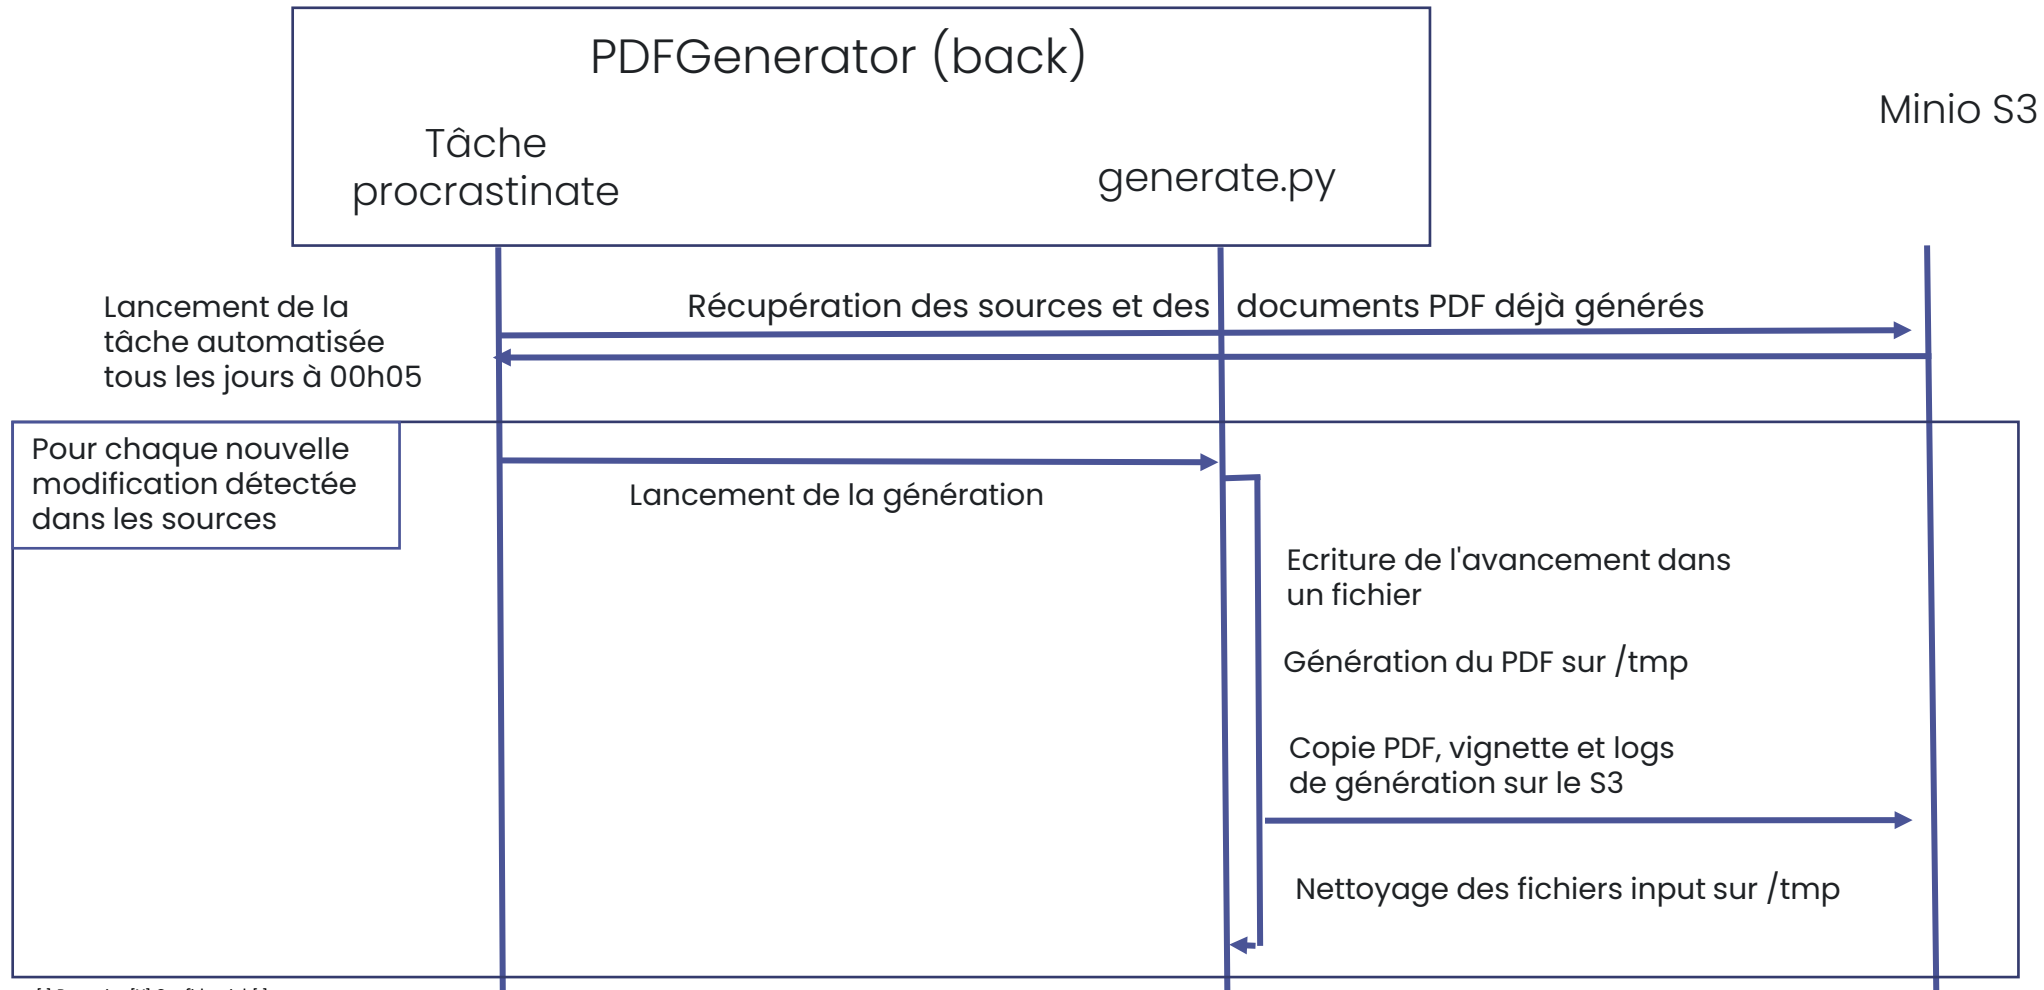 PDFGenerator (back)
Minio S3
Tâche
procrastinate
generate.py
Lancement de la
tâche automatisée
tous les jours à 00h05
Récupération des sources et des documents PDF déjà générés
Pour chaque nouvelle
modification détectée
dans les sources
Lancement de la génération
Ecriture de l'avancement dans
un fichier
Génération du PDF sur /tmp
Copie PDF, vignette et logs
de génération sur le S3
Nettoyage des fichiers input sur /tmp